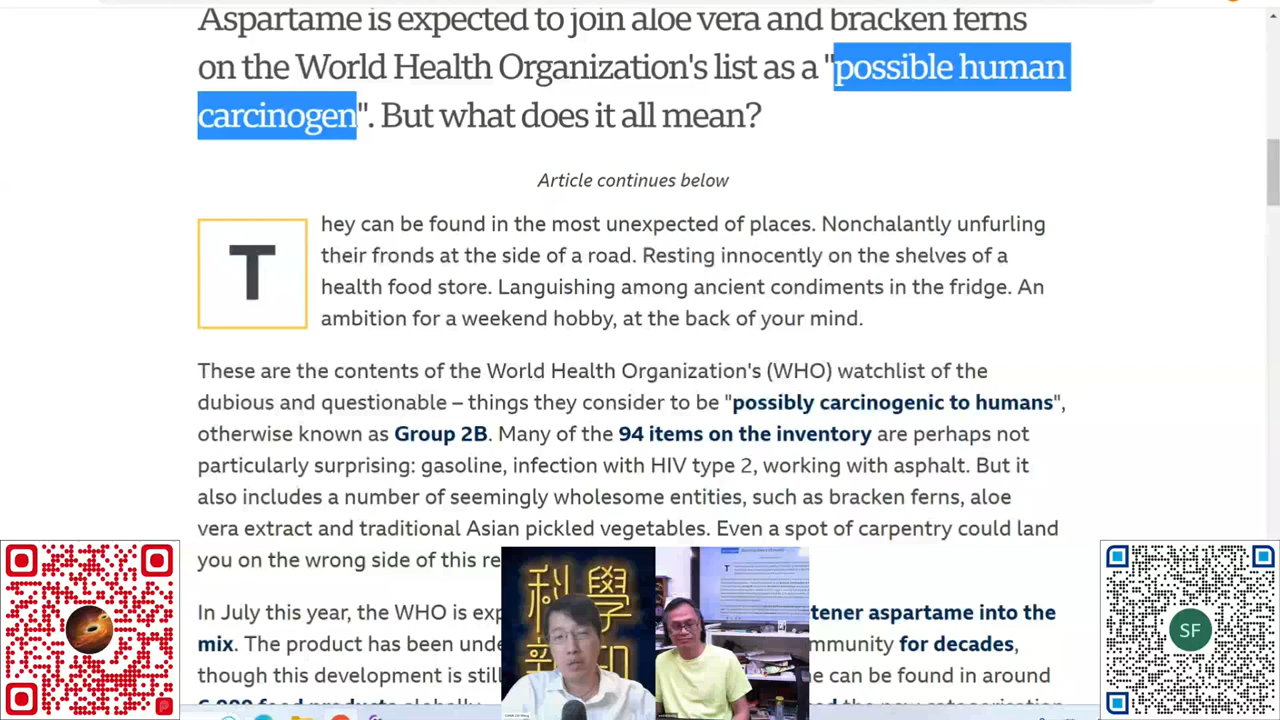 Aspartame is expected to join aloe vera and bracken ferns
on the World Health Organization's list as a "possible human
carcinogen". But what does it all mean?
Article continues below
They can be found in the most unexpected of places. Nonchalantly unfurling
their fronds at the side of a road. Resting innocently on the shelves of a
health food store. Languishing among ancient condiments in the fridge. An
ambition for a weekend hobby, at the back of your mind.
These are the contents of the World Health Organization's (WHO) watchlist of the
dubious and questionable – things they consider to be "possibly carcinogenic to humans",
otherwise known as Group 2B. Many of the 94 items on the inventory are perhaps not
particularly surprising: gasoline, infection with HIV type 2, working with asphalt. But it
also includes a number of seemingly wholesome entities, such as bracken ferns, aloe
vera extract and traditional Asian pickled vegetables. Even a spot of carpentry could land
you on the wrong side of this
In July this year, the WHO is
aspartame into the
mix. The product has been
for decades,
though this development is
can be found in around
6,000 food products
the new categorisation
SF